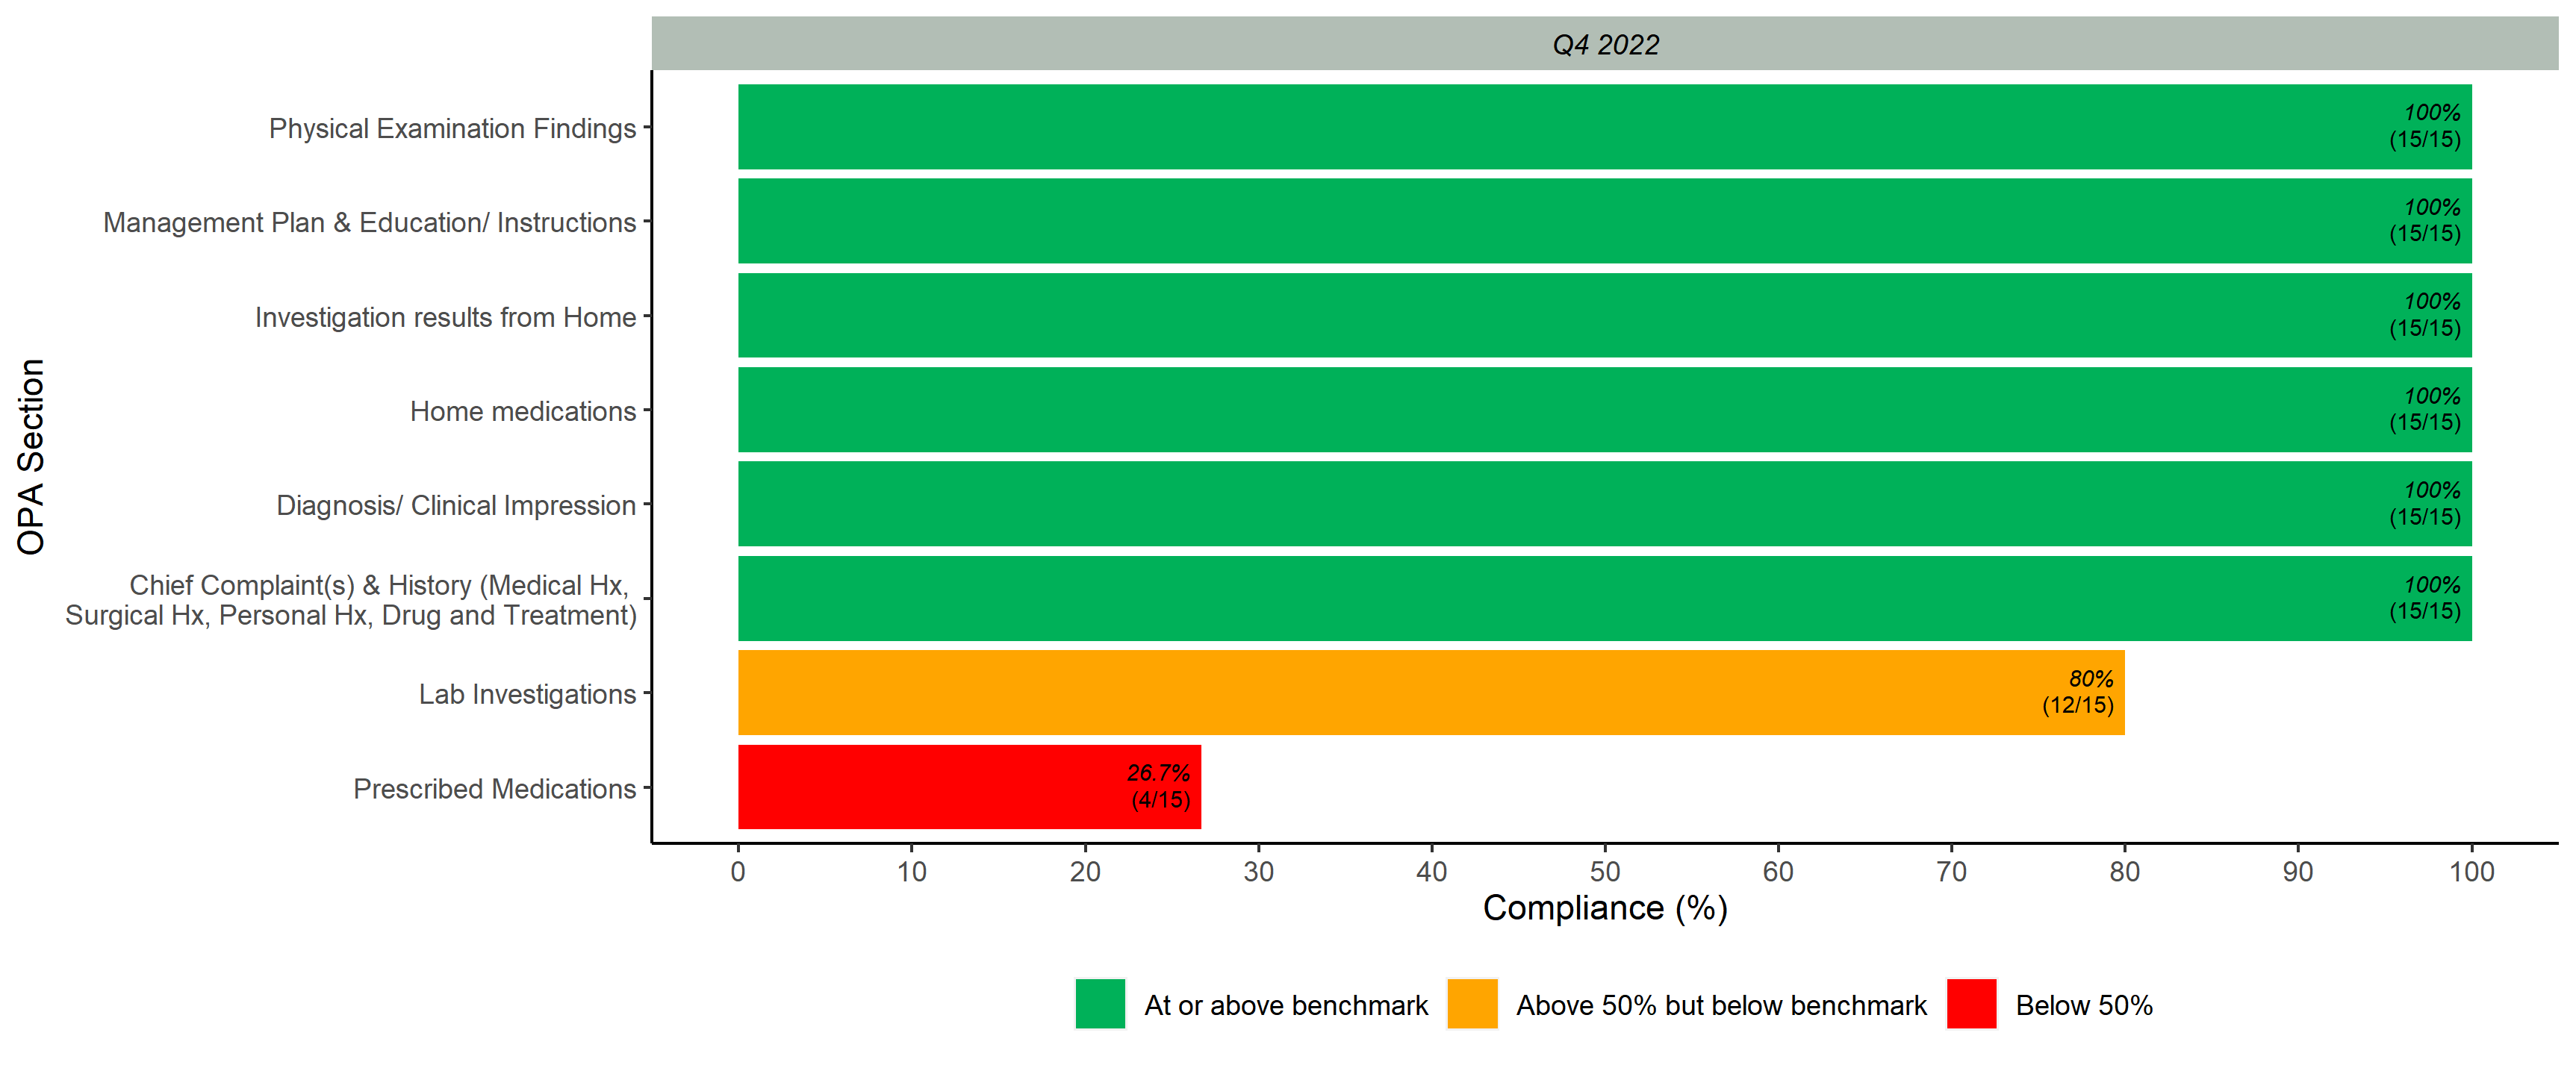 Q4 2022
OPA Section
Physical Examination Findings
100%
(15/15)
Management Plan & Education/ Instructions
100%
(15/15)
Investigation results from Home
100%
(15/15)
Home medications
100%
(15/15)
Diagnosis/ Clinical Impression
100%
(15/15)
Chief Complaint(s) & History (Medical Hx,
Surgical Hx, Personal Hx, Drug and Treatment)
100%
(15/15)
Lab Investigations
80%
(12/15)
Prescribed Medications
26.7%
(4/15)
0 10 20 30 40 50 60 70 80 90 100
Compliance (%)
At or above benchmark Above 50% but below benchmark Below 50%